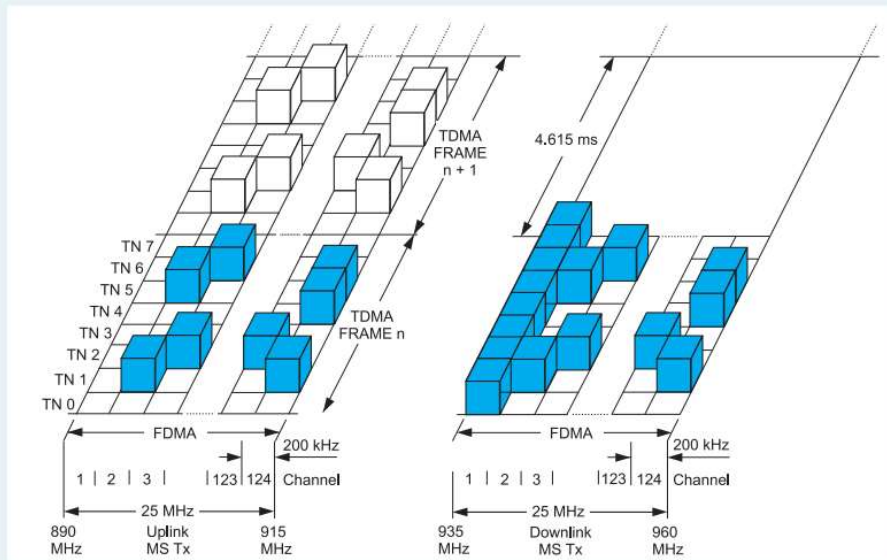 TDMA
FRAME
n + 1
4.615 ms
TN 7
TN 6
TN 5
TN 4
TN 3
TN 2
TN 1
TN 0
TDMA
FRAME n
FDMA
200 kHz
1 | 2 | 3 | | 123 | 124 | Channel
25 MHz
890
MHz
Uplink
MS Tx
915
MHz
FDMA
200 kHz
1 | 2 | 3 | | 123 | 124 | Channel
25 MHz
935
MHz
Downlink
MS Tx
960
MHz